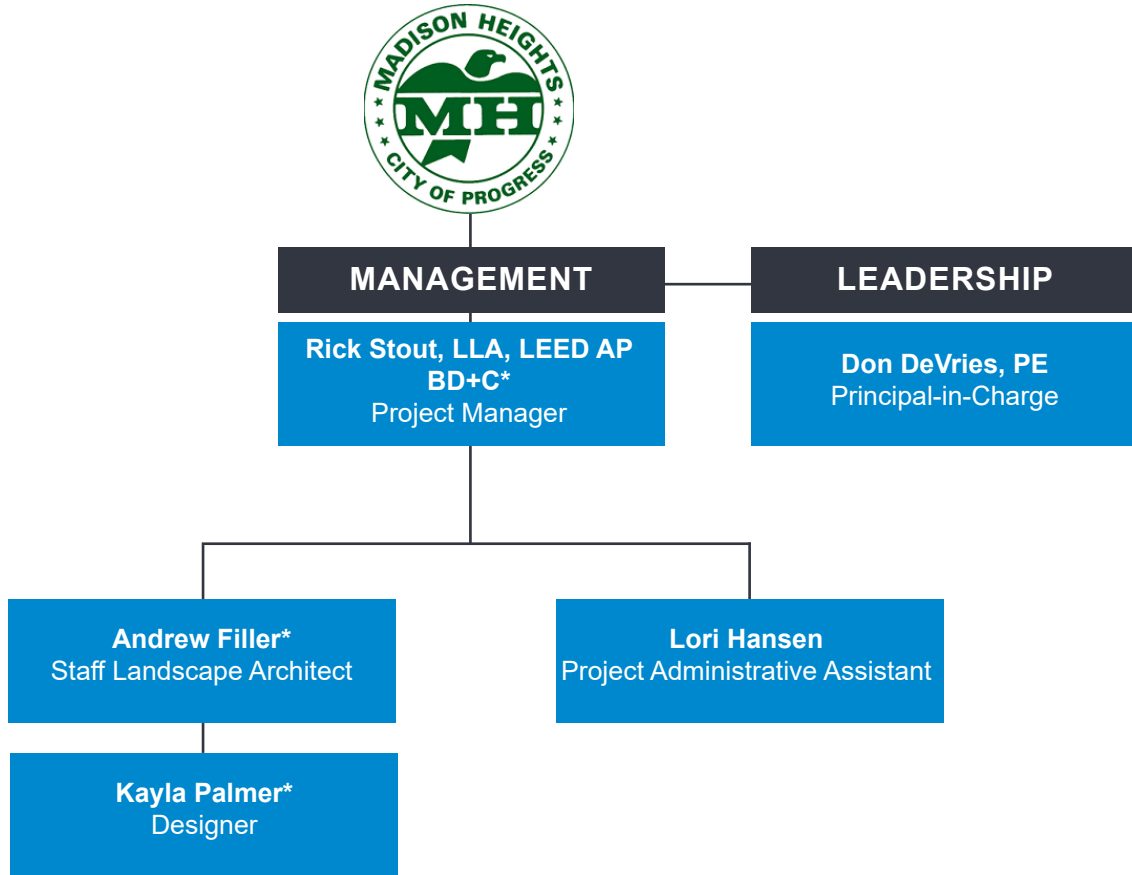 MADISON HEIGHTS
MH
CITY OF PROGRESS
MANAGEMENT
LEADERSHIP
Rick Stout, LLA, LEED AP
BD+C*
Project Manager
Don DeVries, PE
Principal-in-Charge
Andrew Filler*
Staff Landscape Architect
Lori Hansen
Project Administrative Assistant
Kayla Palmer*
Designer